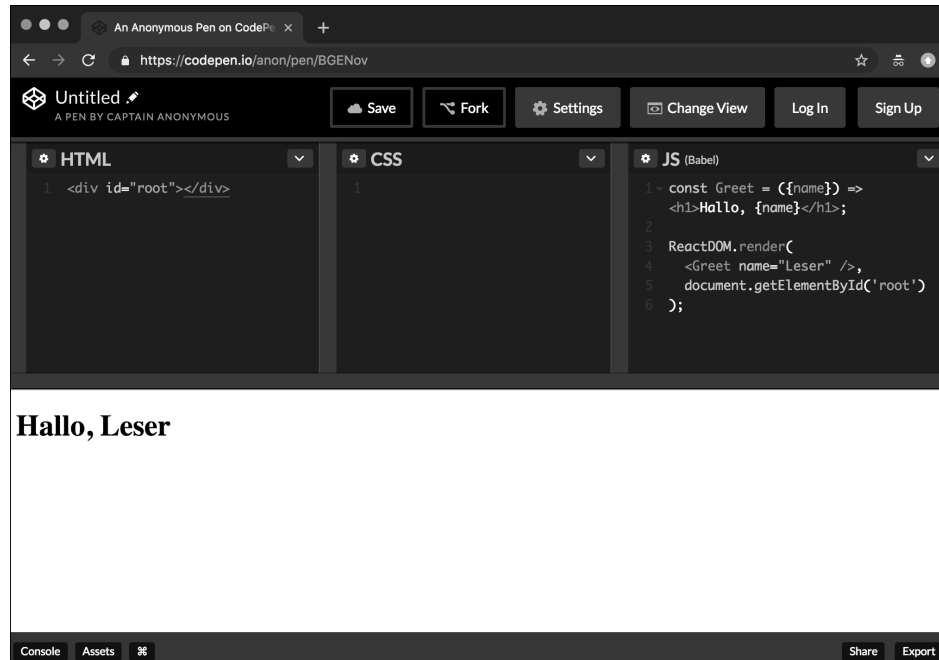 An Anonymous Pen on CodePe
https://codepen.io/anon/pen/BGENov
Untitled
A PEN BY CAPTAIN ANONYMOUS
Save
Fork
Settings
Change View
Log In
Sign Up
HTML
1 <div id="root"></div>
CSS
1
JS (Babel)
1 const Greet = ({name}) =>
<h1>Hallo, {name}</h1>;
2
3 ReactDOM.render(
4 <Greet name="Leser" />,
5 document.getElementById('root')
6 );
Hallo, Leser
Console
Assets
⌘
Share
Export